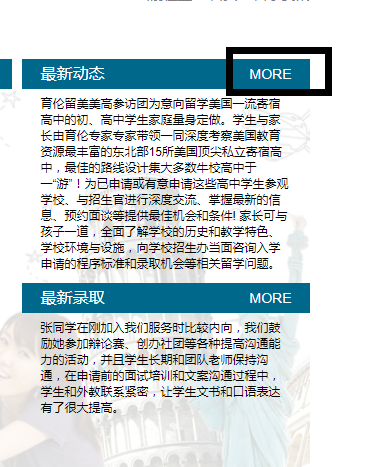 最新动态 MORE
育伦留美美高参访团为意向留学美国一流寄宿
高中的初、高中学生家庭量身定做。学生与家
长由育伦专家专家带领一同深度考察美国教育
资源最丰富的东北部15所美国顶尖私立寄宿高
中，最佳的路线设计集大多数牛校高中于
一“游”！为已申请或有意申请这些高中学生参观
学校、与招生官进行深度交流、掌握最新的信
息、预约面谈等提供最佳机会和条件! 家长可与
孩子一道，全面了解学校的历史和教学特色、
学校环境与设施，向学校招生办当面咨询入学
申请的程序标准和录取机会等相关留学问题。
最新录取 MORE
张同学在刚加入我们服务时比较内向，我们鼓
励她参加辩论赛、创办社团等各种提高沟通能
力的活动，并且学生长期和团队老师保持沟
通，在申请前的面试培训和文案沟通过程中，
学生和外教联系紧密，让学生文书和口语表达
有了很大提高。